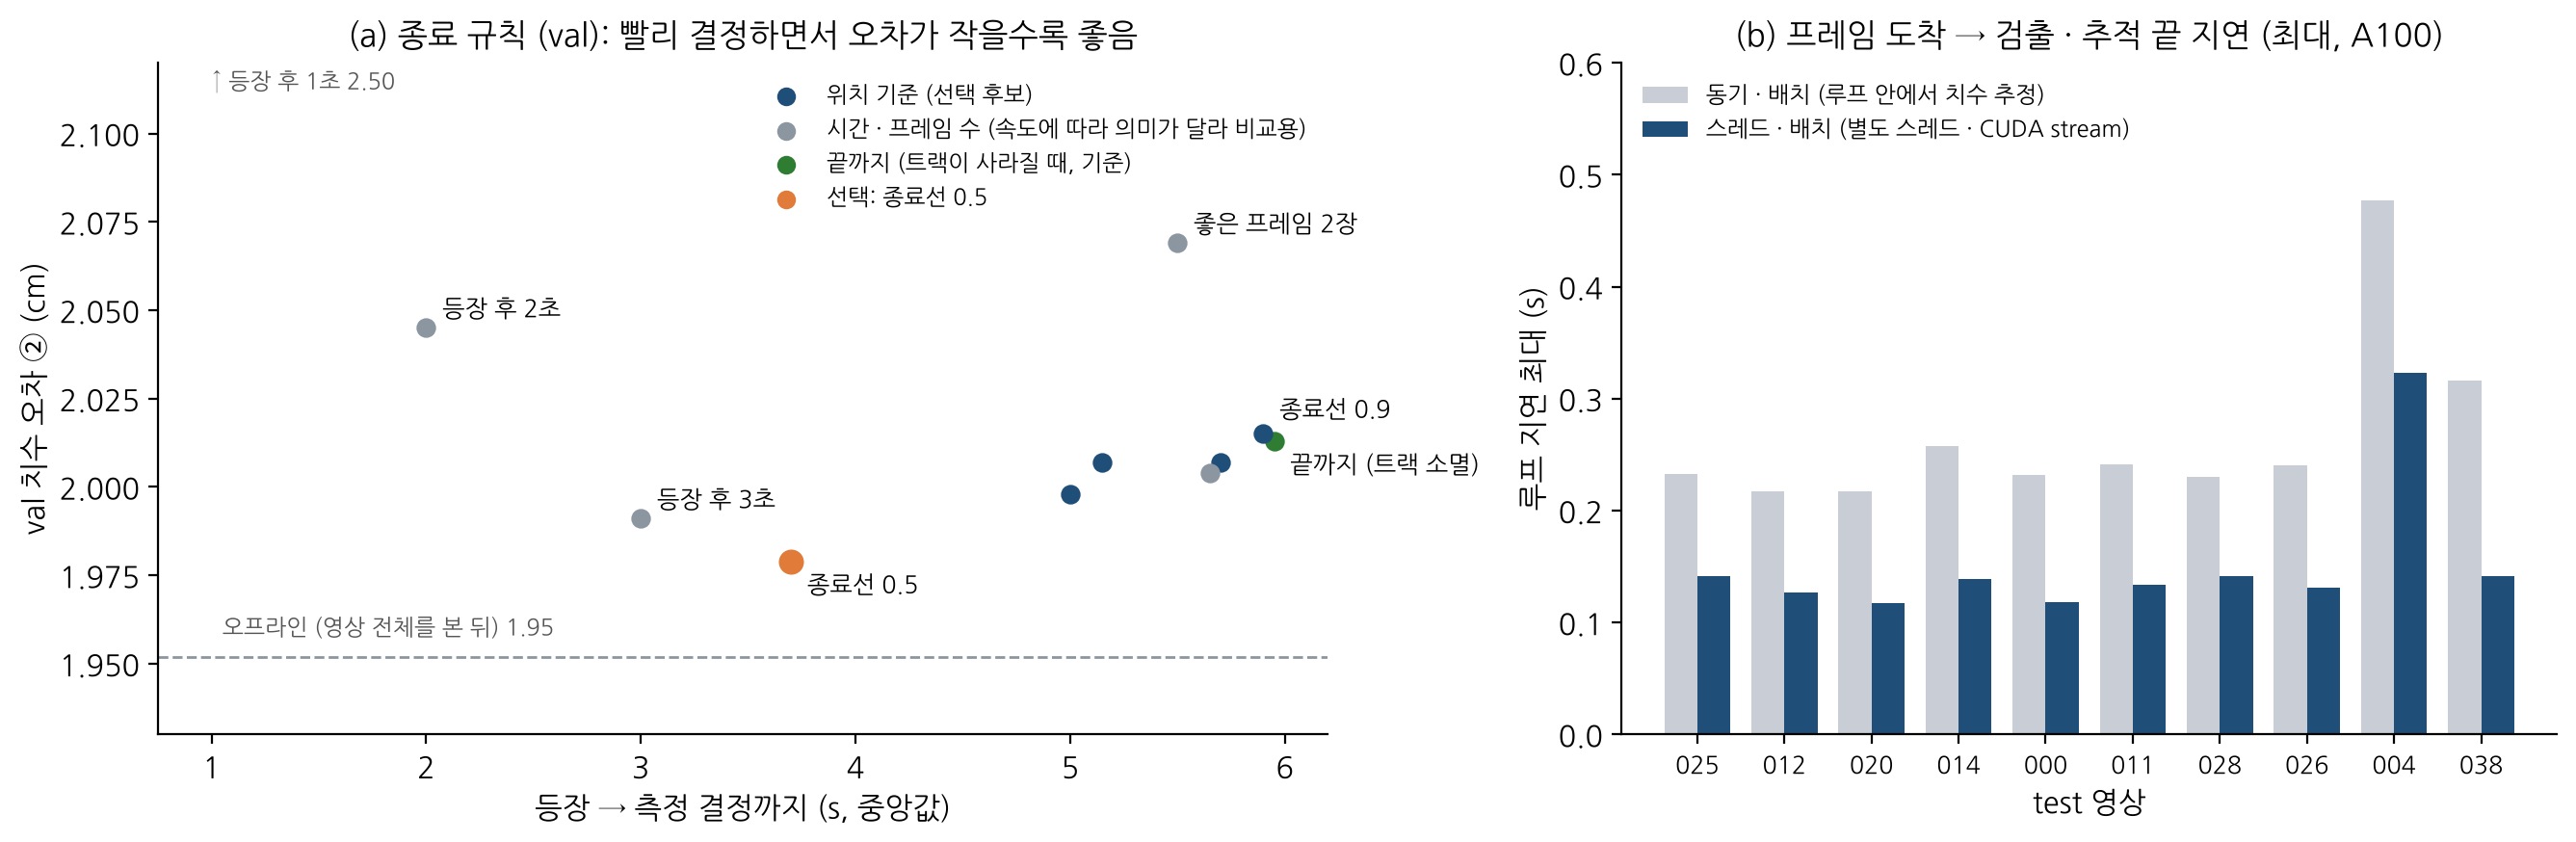 (a) 종료 규칙 (val): 빨리 결정하면서 오차가 작을수록 좋음
↑ 등장 후 1초 2.50
위치 기준 (선택 후보)
시간 · 프레임 수 (속도에 따라 의미가 달라 비교용)
끝까지 (트랙이 사라질 때, 기준)
선택: 종료선 0.5
좋은 프레임 2장
등장 후 2초
종료선 0.9
끝까지 (트랙 소멸)
등장 후 3초
종료선 0.5
오프라인 (영상 전체를 본 뒤) 1.95
val 치수 오차 ② (cm)
2.100
2.075
2.050
2.025
2.000
1.975
1.950
1 2 3 4 5 6
등장 → 측정 결정까지 (s, 중앙값)
(b) 프레임 도착 → 검출 · 추적 끝 지연 (최대, A100)
동기 · 배치 (루프 안에서 치수 추정)
스레드 · 배치 (별도 스레드 · CUDA stream)
루프 지연 최대 (s)
0.6
0.5
0.4
0.3
0.2
0.1
0.0
025 012 020 014 000 011 028 026 004 038
test 영상